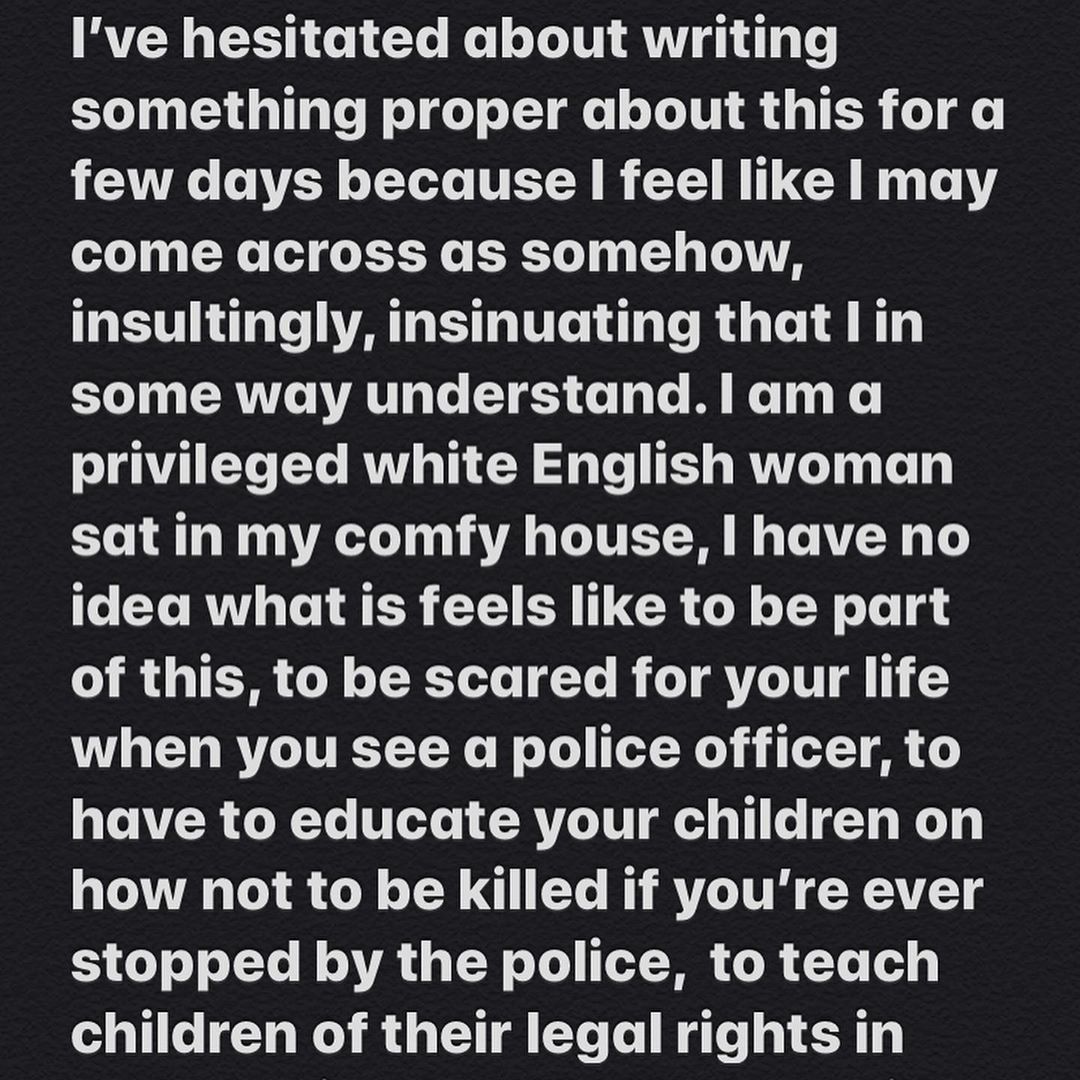 I’ve hesitated about writing
something proper about this for a
few days because I feel like I may
come across as somehow,
insultingly, insinuating that I in
some way understand. I am a
privileged white English woman
sat in my comfy house, I have no
idea what is feels like to be part
of this, to be scared for your life
when you see a police officer, to
have to educate your children on
how not to be killed if you’re ever
stopped by the police,  to teach
children of their legal rights in